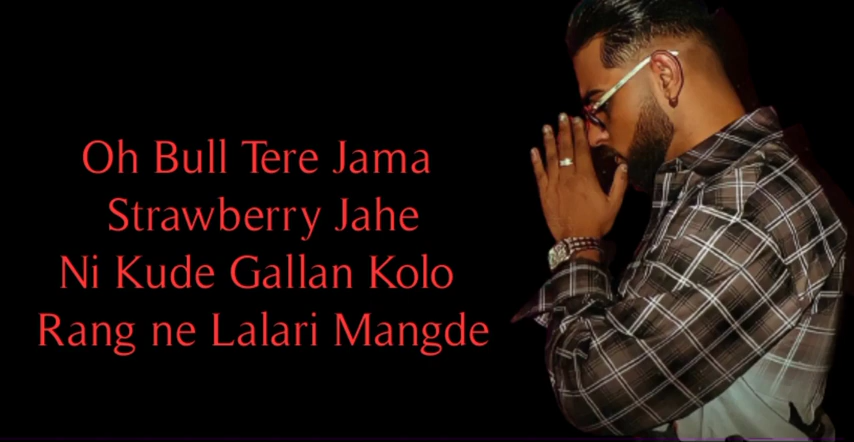 Oh Bull Tere Jama
Strawberry Jahe
Ni Kude Gallan Kolo
Rang ne Lalari Mangde